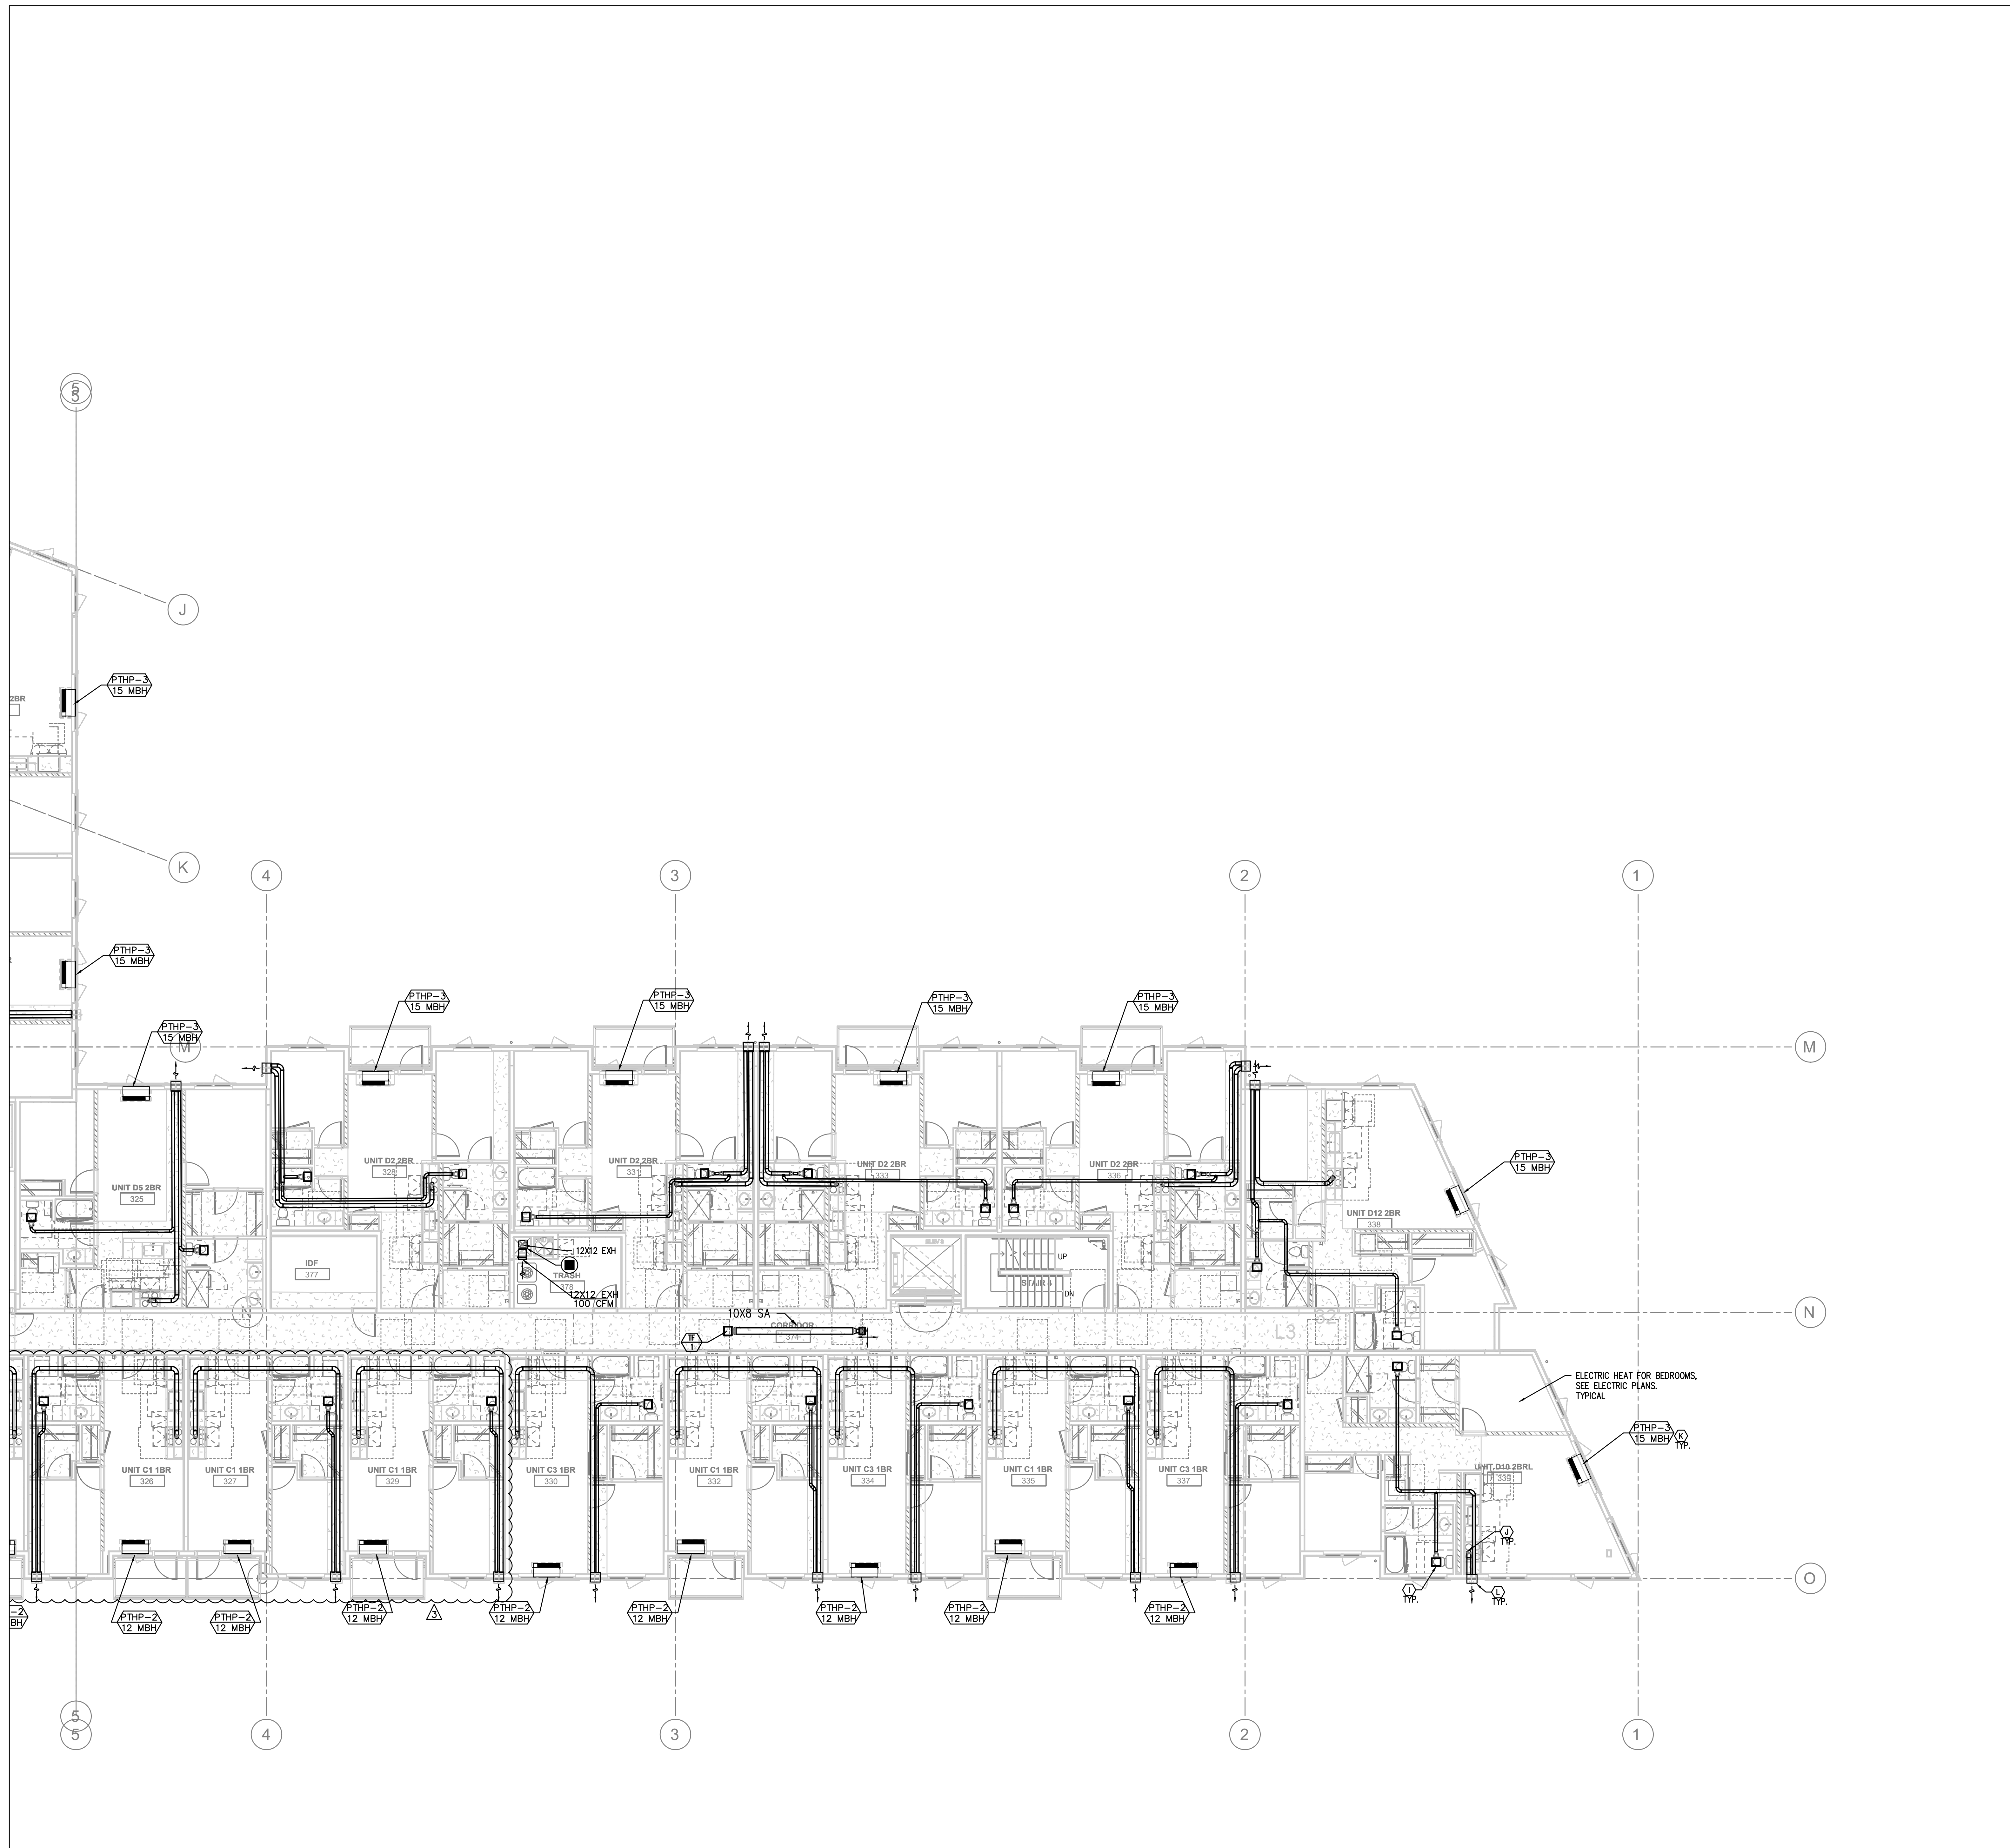 5
5
J
PTHP-3
15 MBH
2BR
K
4
3
2
1
PTHP-3
15 MBH
PTHP-3
15 MBH
PTHP-3
15 MBH
PTHP-3
15 MBH
PTHP-3
15 MBH
PTHP-3
15 MBH
M
M
UNIT D5 2BR
325
UNIT D2 2BR
328
UNIT D2 2BR
331
UNIT D2 2BR
333
UNIT D2 2BR
336
PTHP-3
15 MBH
UNIT D12 2BR
338
IDF
377
12X12 EXH
TRASH
378
12X12 EXH
100 CFM
UP
STAIR
DN
N
N
10X8 SA
CORRIDOR
374
TF
1
L3
ELECTRIC HEAT FOR BEDROOMS,
SEE ELECTRIC PLANS.
TYPICAL
PTHP-3
15 MBH
K
TYP.
UNIT C1 1BR
326
UNIT C1 1BR
327
UNIT C1 1BR
329
UNIT C3 1BR
330
UNIT C1 1BR
332
UNIT C3 1BR
334
UNIT C1 1BR
335
UNIT C3 1BR
337
UNIT D10 2BRL
339
J
TYP.
O
O
I
TYP.
L
TYP.
-2
BH
PTHP-2
12 MBH
PTHP-2
12 MBH
PTHP-2
12 MBH
3
PTHP-2
12 MBH
PTHP-2
12 MBH
PTHP-2
12 MBH
PTHP-2
12 MBH
PTHP-2
12 MBH
5
5
4
3
2
1